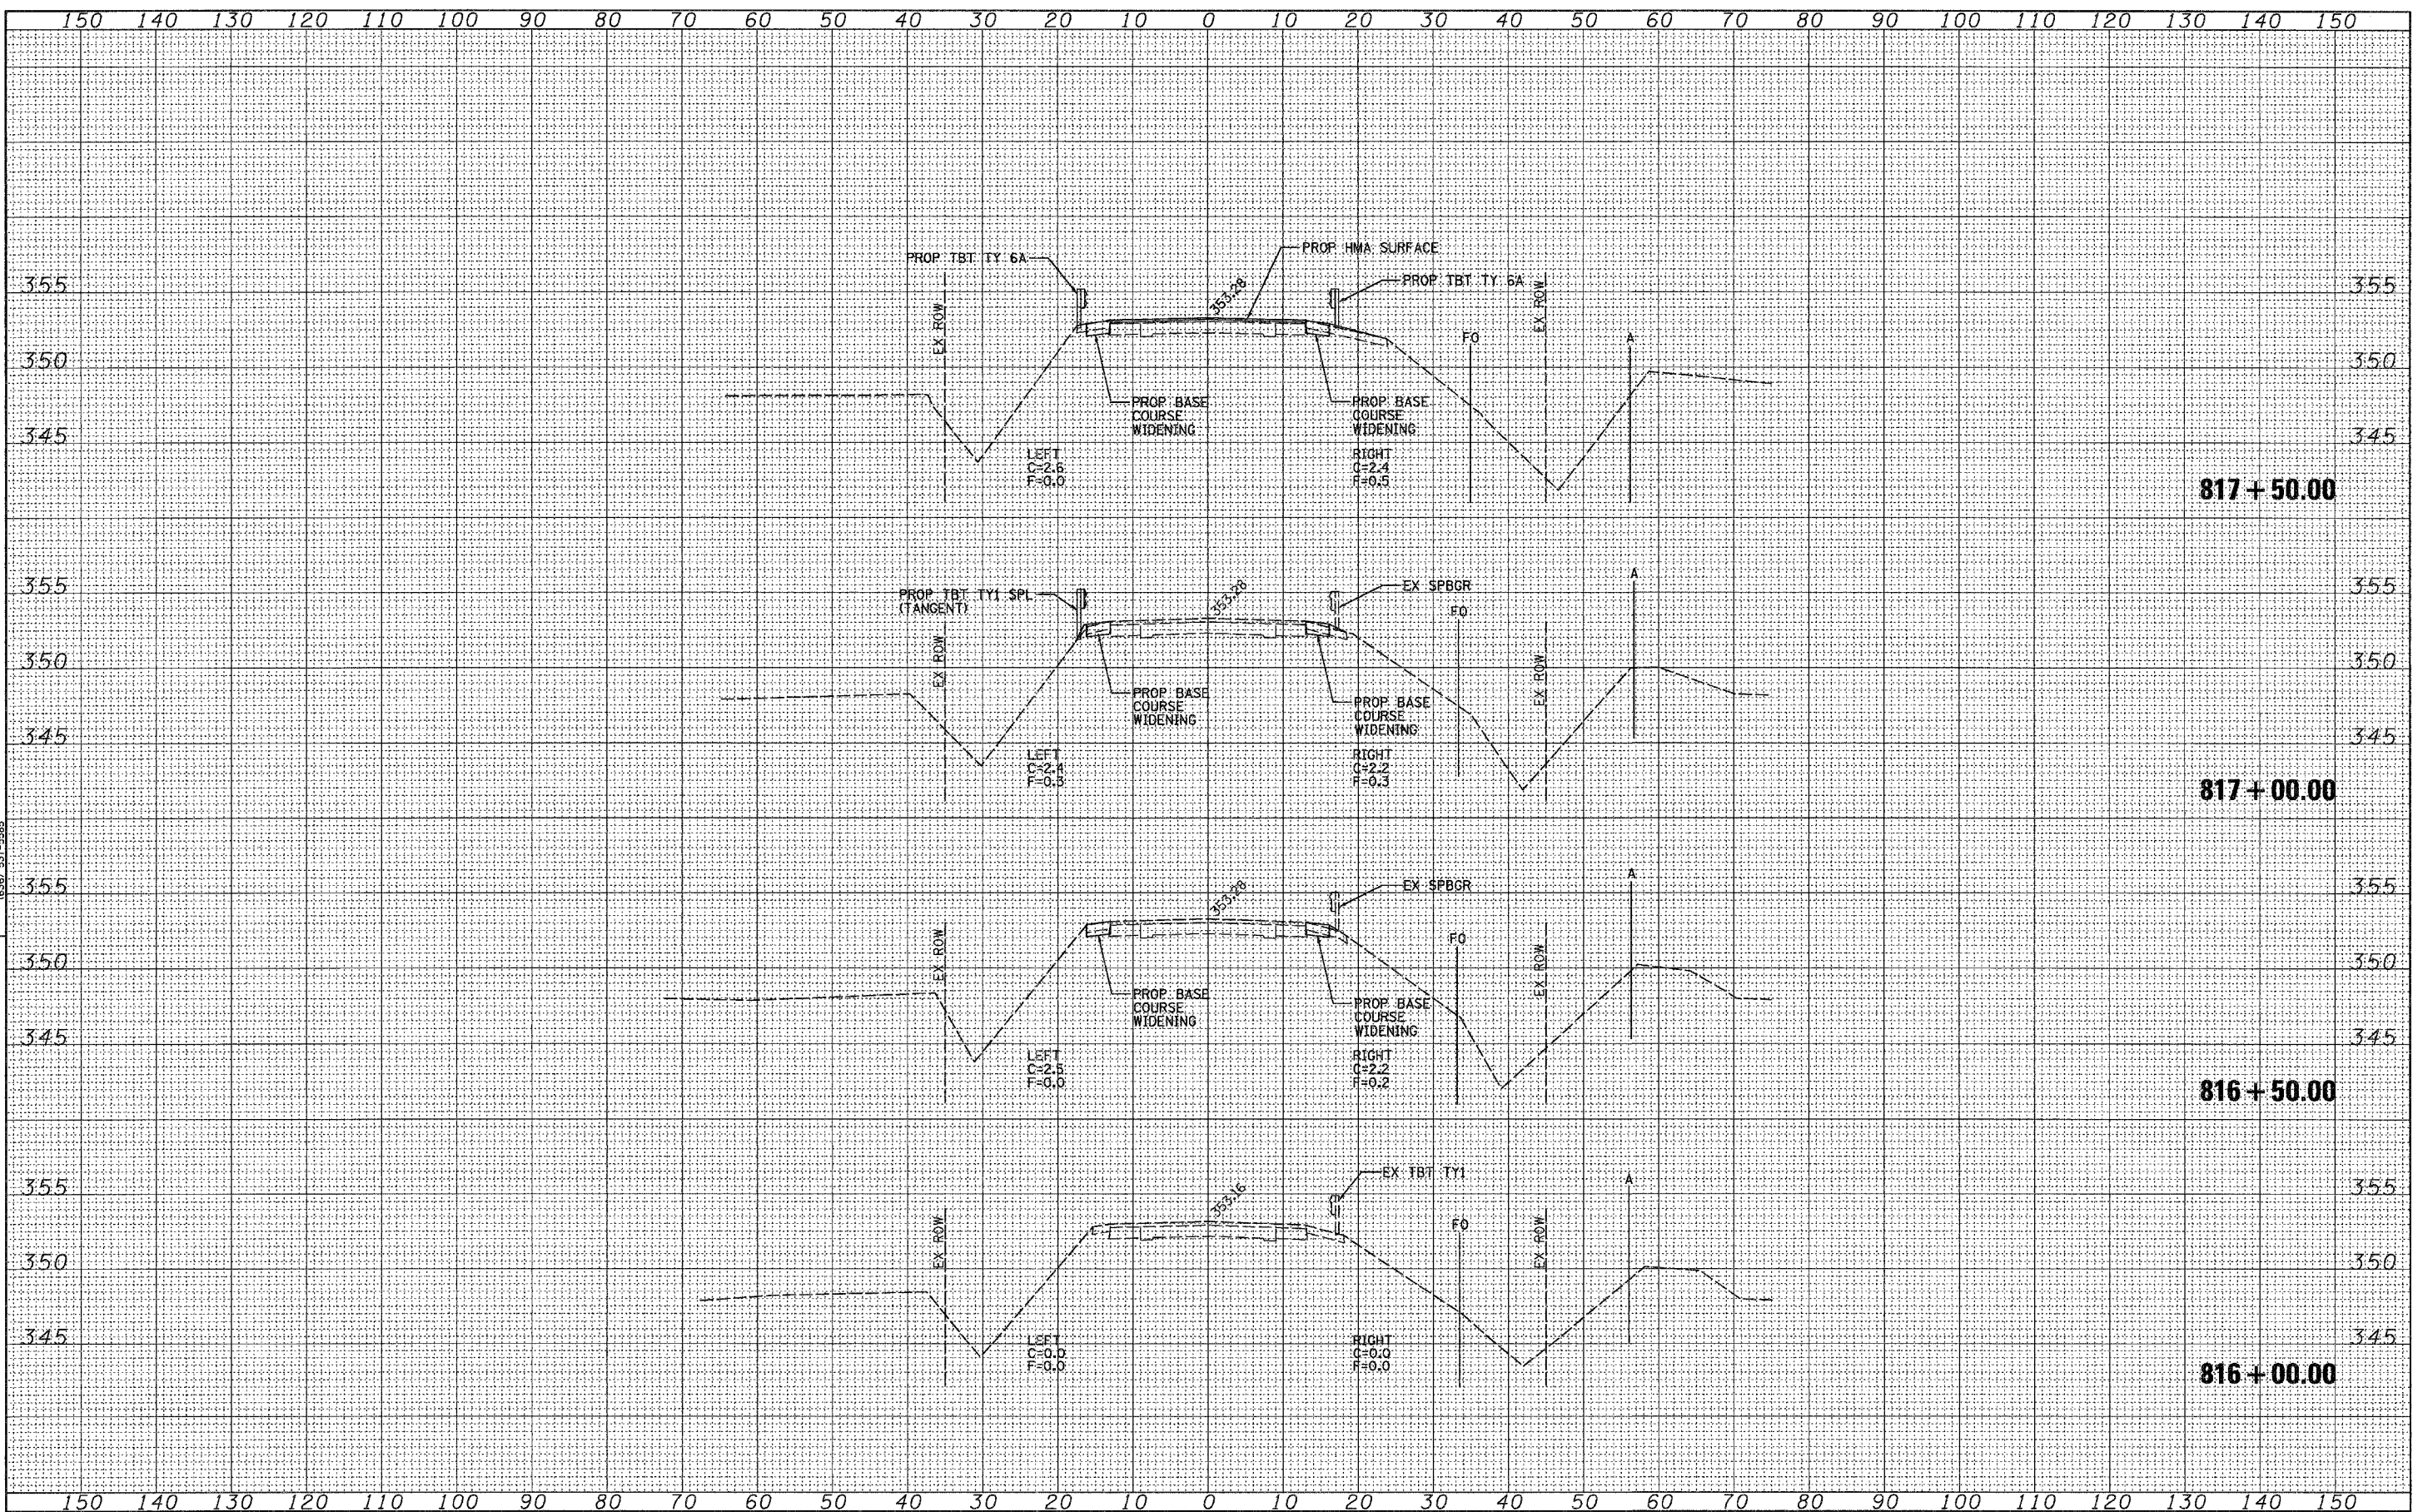 150 140 130 120 110 100 90 80 70 60 50 40 30 20 10 0 10 20 30 40 50 60 70 80 90 100 110 120 130 140 150
PROP HMA SURFACE
PROP TBT TY 6A
PROP TBT TY 6A
355 355
353.28
EX ROW
EX ROW
FO
A
350 350
PROP BASE
COURSE
WIDENING
PROP BASE
COURSE
WIDENING
345 345
LEFT
C=2.6
F=0.0
RIGHT
C=2.4
F=0.5
817+50.00
A
355 355
353.28
EX SPBGR
PROP TBT TY1 SPL
(TANGENT)
FO
EX ROW
EX ROW
350 350
PROP BASE
COURSE
WIDENING
PROP BASE
COURSE
WIDENING
345 345
LEFT
C=2.4
F=0.3
RIGHT
C=2.2
F=0.3
817+00.00
A
355 355
353.28
EX SPBGR
FO
EX ROW
EX ROW
350 350
PROP BASE
COURSE
WIDENING
PROP BASE
COURSE
WIDENING
345 345
LEFT
C=2.5
F=0.0
RIGHT
C=2.2
F=0.2
816+50.00
EX TBT TY1
A
355 355
353.16
FO
EX ROW
EX ROW
350 350
345 345
LEFT
C=0.0
F=0.0
RIGHT
C=0.0
F=0.0
816+00.00
150 140 130 120 110 100 90 80 70 60 50 40 30 20 10 0 10 20 30 40 50 60 70 80 90 100 110 120 130 140 150